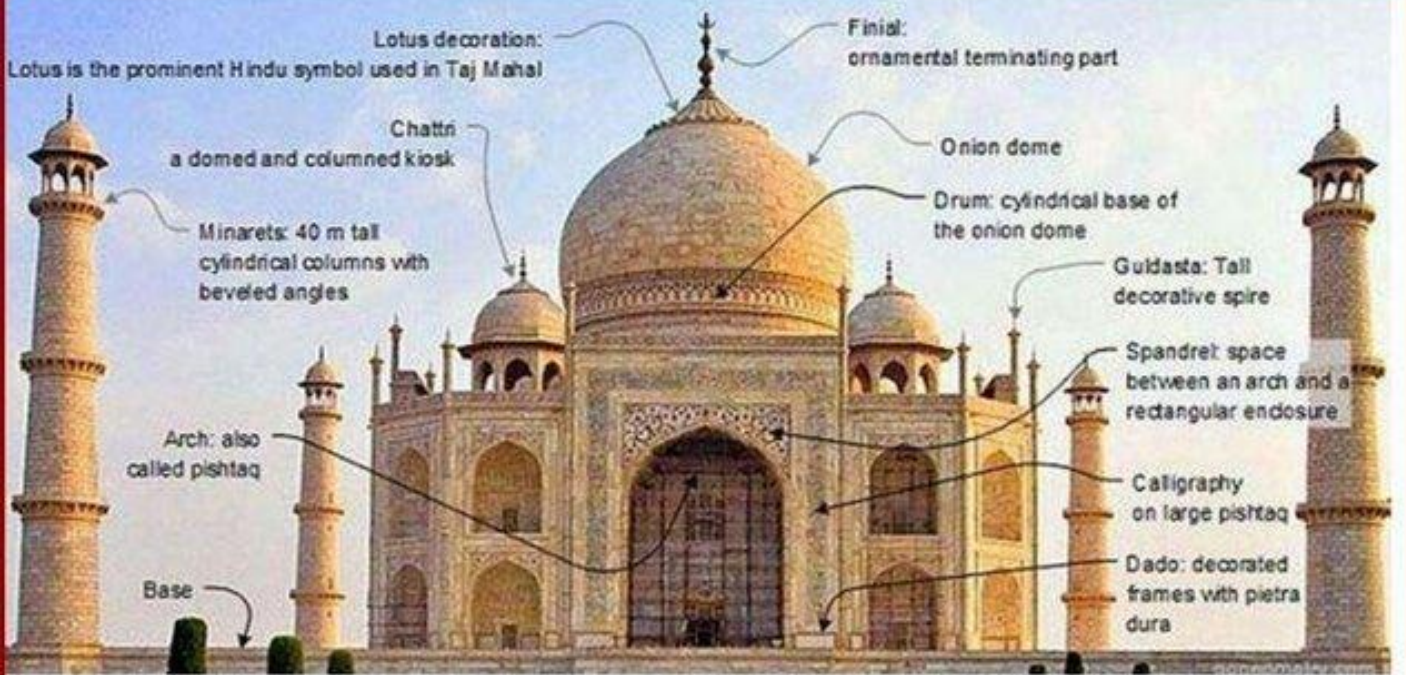 Lotus decoration:
Lotus is the prominent Hindu symbol used in Taj Mahal
Finial:
ornamental terminating part
Chattri
a domed and columned kiosk
Onion dome
Minarets: 40 m tall
cylindrical columns with
beveled angles
Drum: cylindrical base of
the onion dome
Guldasta: Tall
decorative spire
Spandrel: space
between an arch and a
rectangular enclosure
Arch: also
called pishtaq
Calligraphy
on large pishtaq
Base
Dado: decorated
frames with pietra
dura